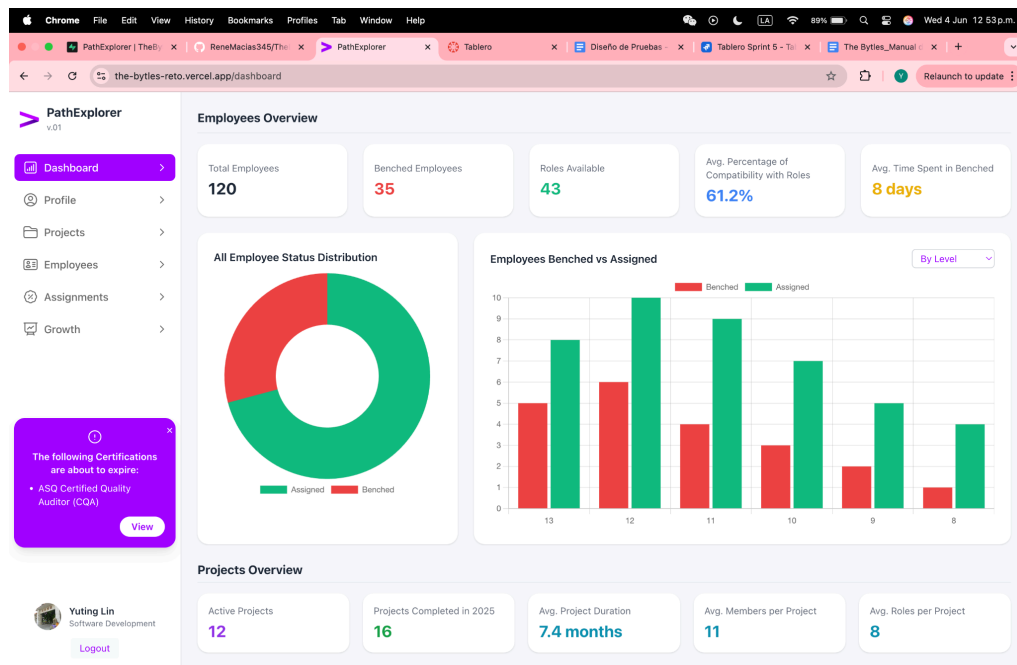 Chrome File Edit View History Bookmarks Profiles Tab Window Help
LA 89% Wed 4 Jun 12 53 p.m.
PathExplorer | TheBy
ReneMacias345/The
PathExplorer
Tablero
Diseño de Pruebas -
Tablero Sprint 5 - Ta
The Bytles_Manual
the-bytles-reto.vercel.app/dashboard
Y
Relaunch to update
PathExplorer
v.01
Dashboard
Profile
Projects
Employees
Assignments
Growth
The following Certifications
are about to expire:
• ASQ Certified Quality
Auditor (CQA)
View
Yuting Lin
Software Development
Logout
Employees Overview
Total Employees
120
Benched Employees
35
Roles Available
43
Avg. Percentage of
Compatibility with Roles
61.2%
Avg. Time Spent in Benched
8 days
All Employee Status Distribution
Assigned Benched
Employees Benched vs Assigned
By Level
Benched Assigned
10
9
8
7
6
5
4
3
2
1
0
13 12 11 10 9 8
Projects Overview
Active Projects
12
Projects Completed in 2025
16
Avg. Project Duration
7.4 months
Avg. Members per Project
11
Avg. Roles per Project
8